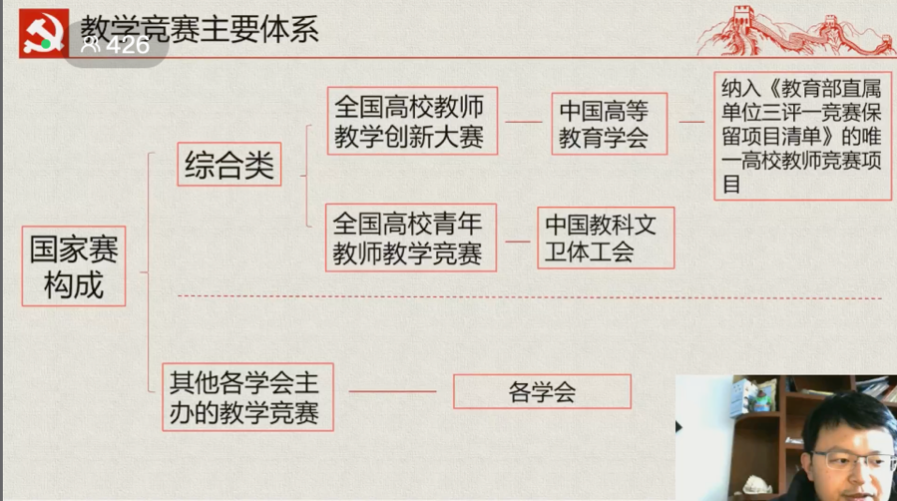 教学竞赛主要体系
426
全国高校教师
教学创新大赛
中国高等
教育学会
纳入《教育部直属
单位三评一竞赛保
留项目清单》的唯
一高校教师竞赛项
目
综合类
全国高校青年
教师教学竞赛
中国教科文
卫体工会
国家赛
构成
其他各学会主
办的教学竞赛
各学会